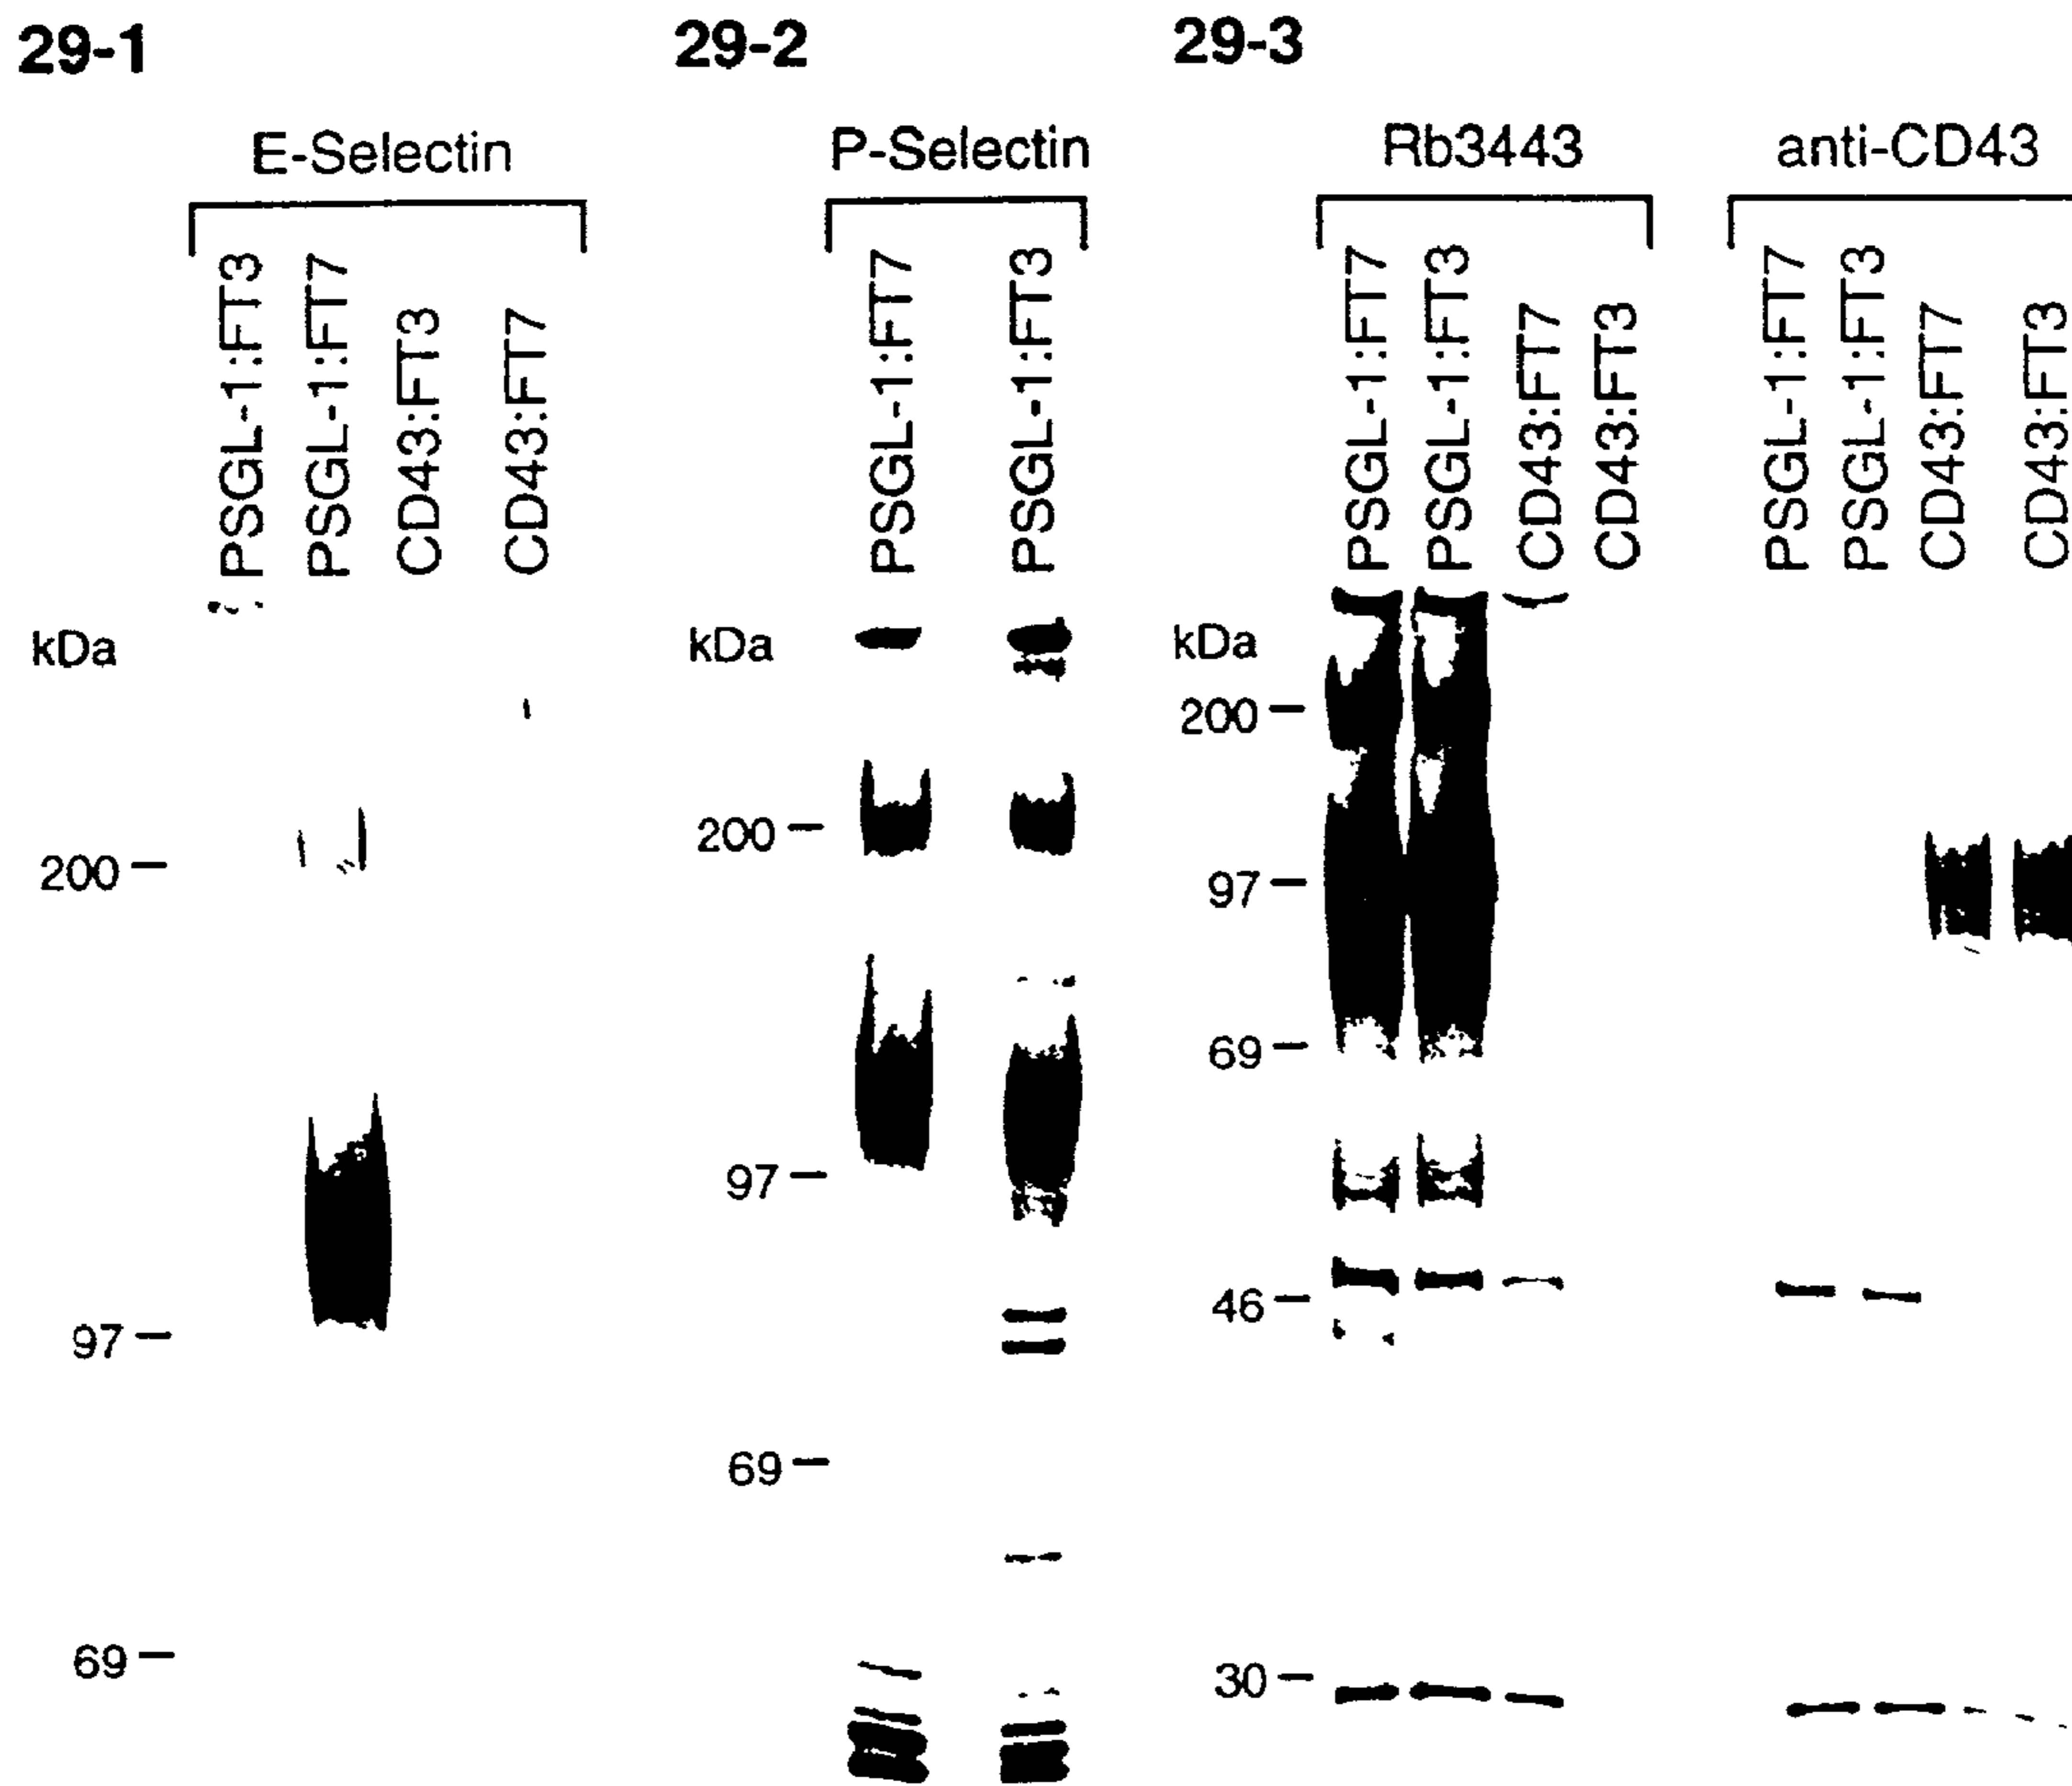 29-1
E-Selectin
PSGL-1:FT3
PSGL-1:FT7
CD43:FT3
CD43:FT7
kDa
200
97
69
29-2
P-Selectin
PSGL-1:FT7
PSGL-1:FT3
kDa
200
97
69
29-3
Rb3443
anti-CD43
PSGL-1:FT7
PSGL-1:FT3
CD43:FT7
CD43:FT3
PSGL-1:FT7
PSGL-1:FT3
CD43:FT7
CD43:FT3
kDa
200
97
69
46
30